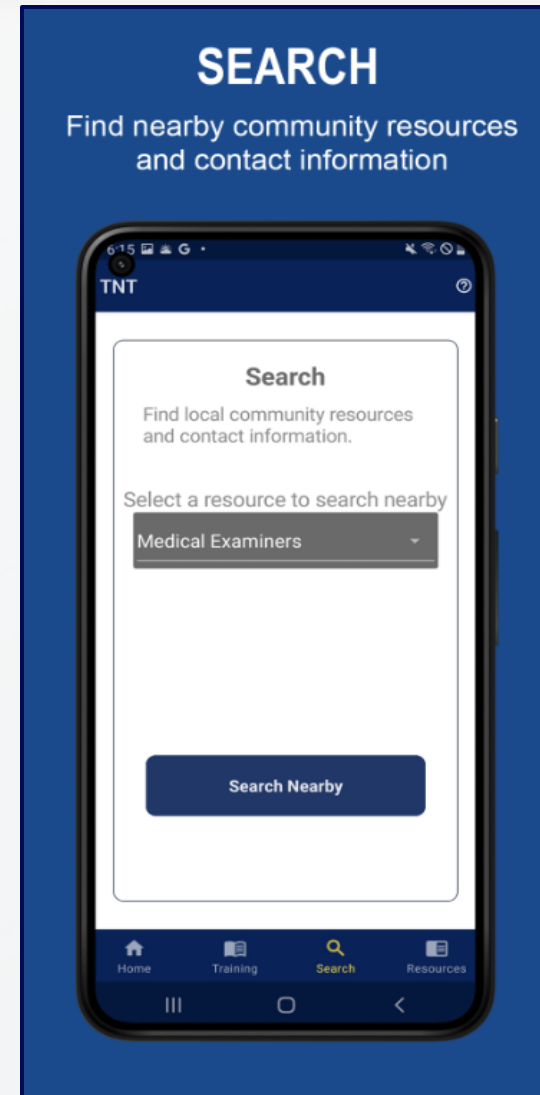 SEARCH
Find nearby community resources
and contact information
6:15 G
TNT
Search
Find local community resources
and contact information.
Select a resource to search nearby
Medical Examiners
Search Nearby
Home Training Search Resources